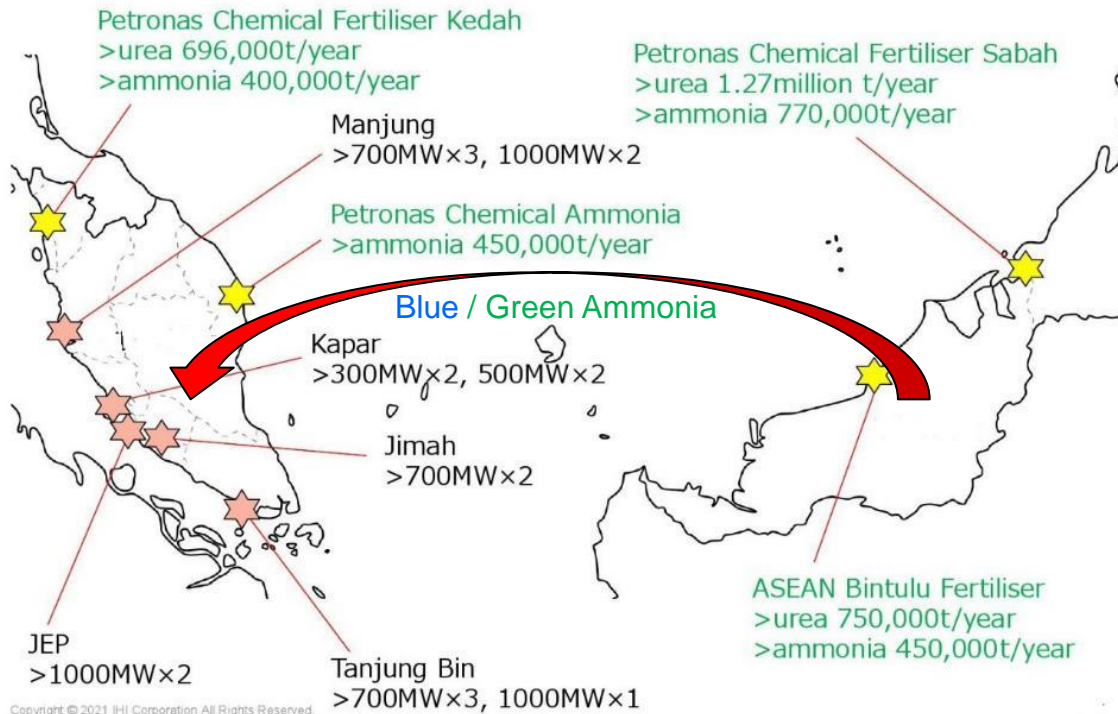 Petronas Chemical Fertiliser Kedah
>urea 696,000t/year
>ammonia 400,000t/year
Petronas Chemical Fertiliser Sabah
>urea 1.27million t/year
>ammonia 770,000t/year
Manjung
>700MW×3, 1000MW×2
Petronas Chemical Ammonia
>ammonia 450,000t/year
Blue / Green Ammonia
Kapar
>300MW×2, 500MW×2
Jimah
>700MW×2
ASEAN Bintulu Fertiliser
>urea 750,000t/year
>ammonia 450,000t/year
JEP
>1000MW×2
Tanjung Bin
>700MW×3, 1000MW×1
Copyright © 2021 IHI Corporation All Rights Reserved.